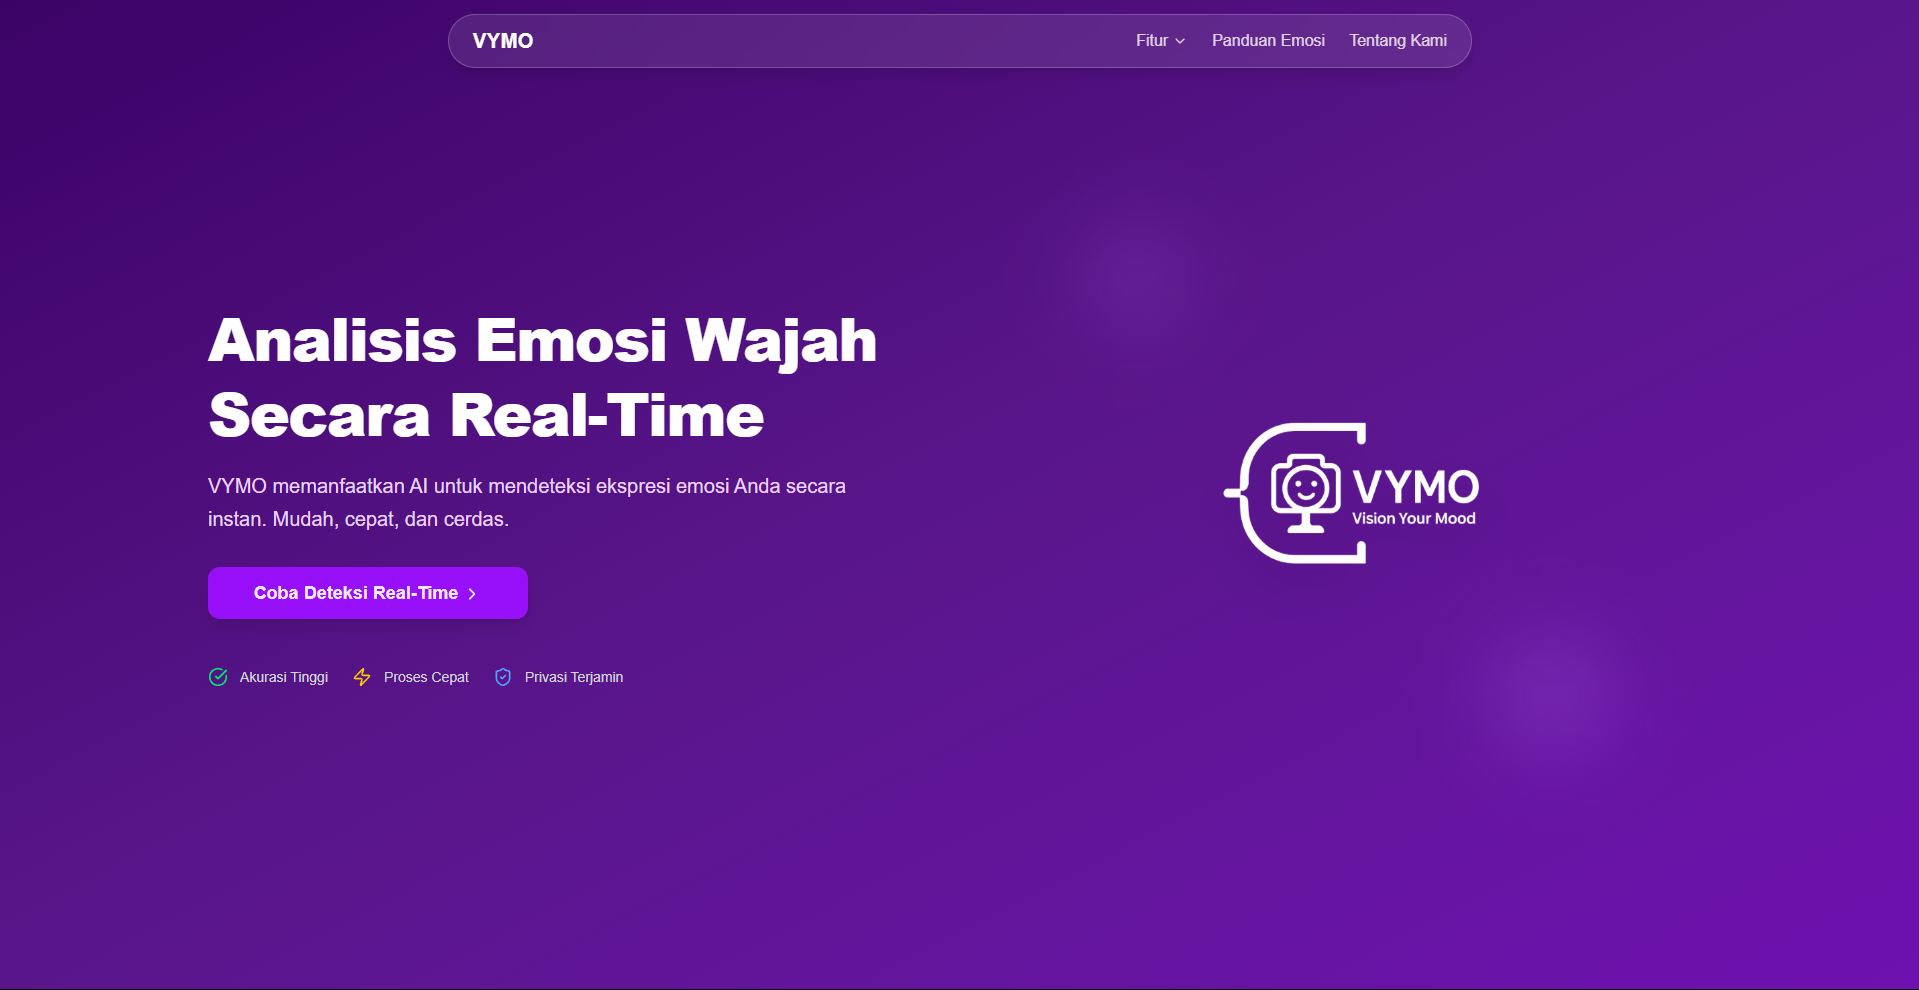 VYMO
Fitur
Panduan Emosi
Tentang Kami
Analisis Emosi Wajah
Secara Real-Time
VYMO memanfaatkan AI untuk mendeteksi ekspresi emosi Anda secara
instan. Mudah, cepat, dan cerdas.
Coba Deteksi Real-Time
Akurasi Tinggi
Proses Cepat
Privasi Terjamin
VYMO
Vision Your Mood